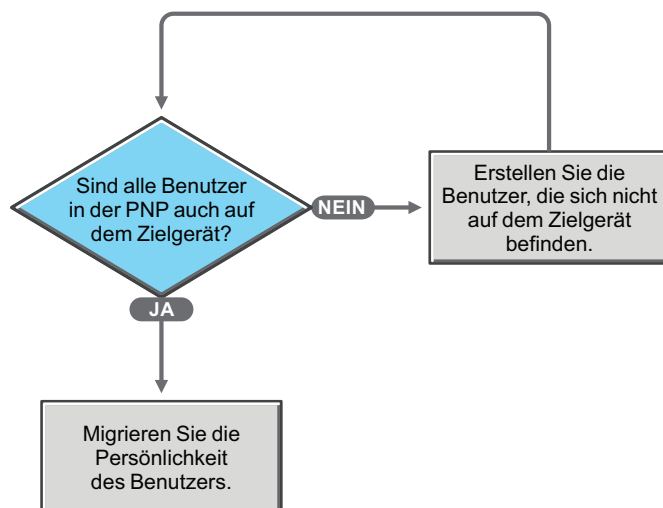 Sind alle Benutzer
in der PNP auch auf
dem Zielgerät?
NEIN
Erstellen Sie die
Benutzer, die sich nicht
auf dem Zielgerät
befinden.
JA
Migrieren Sie die
Persönlichkeit
des Benutzers.